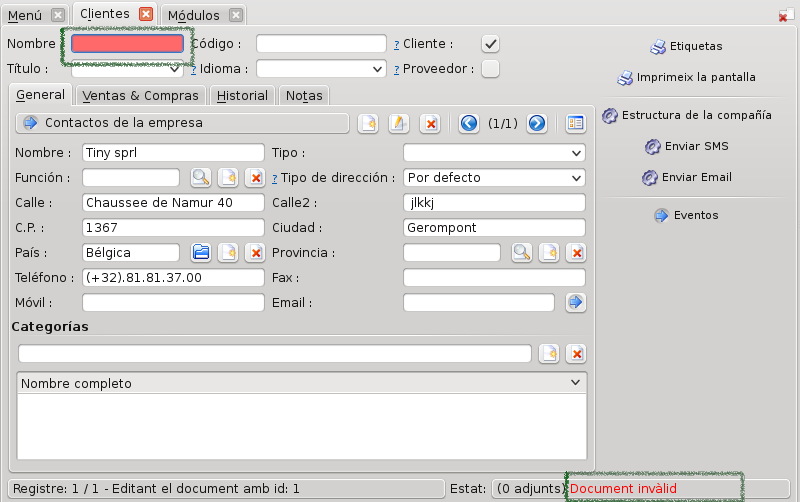 Menú Clientes Módulos
Nombre : Código : ? Cliente : Etiquetas
Título : ? Idioma : ? Proveedor : Imprimeix la pantalla
General Ventas & Compras Historial Notas
Contactos de la empresa (1/1) Estructura de la compañía
Nombre : Tiny sprl Tipo : Enviar SMS
Función : ? Tipo de dirección : Por defecto Enviar Email
Calle : Chaussee de Namur 40 Calle2 : jlkkj
C.P. : 1367 Ciudad : Gerompont Eventos
País : Bélgica Provincia :
Teléfono : (+32).81.81.37.00 Fax :
Móvil : Email :
Categorías
Nombre completo
Registre: 1 / 1 - Editant el document amb id: 1 Estat: (0 adjunts) Document invàlid